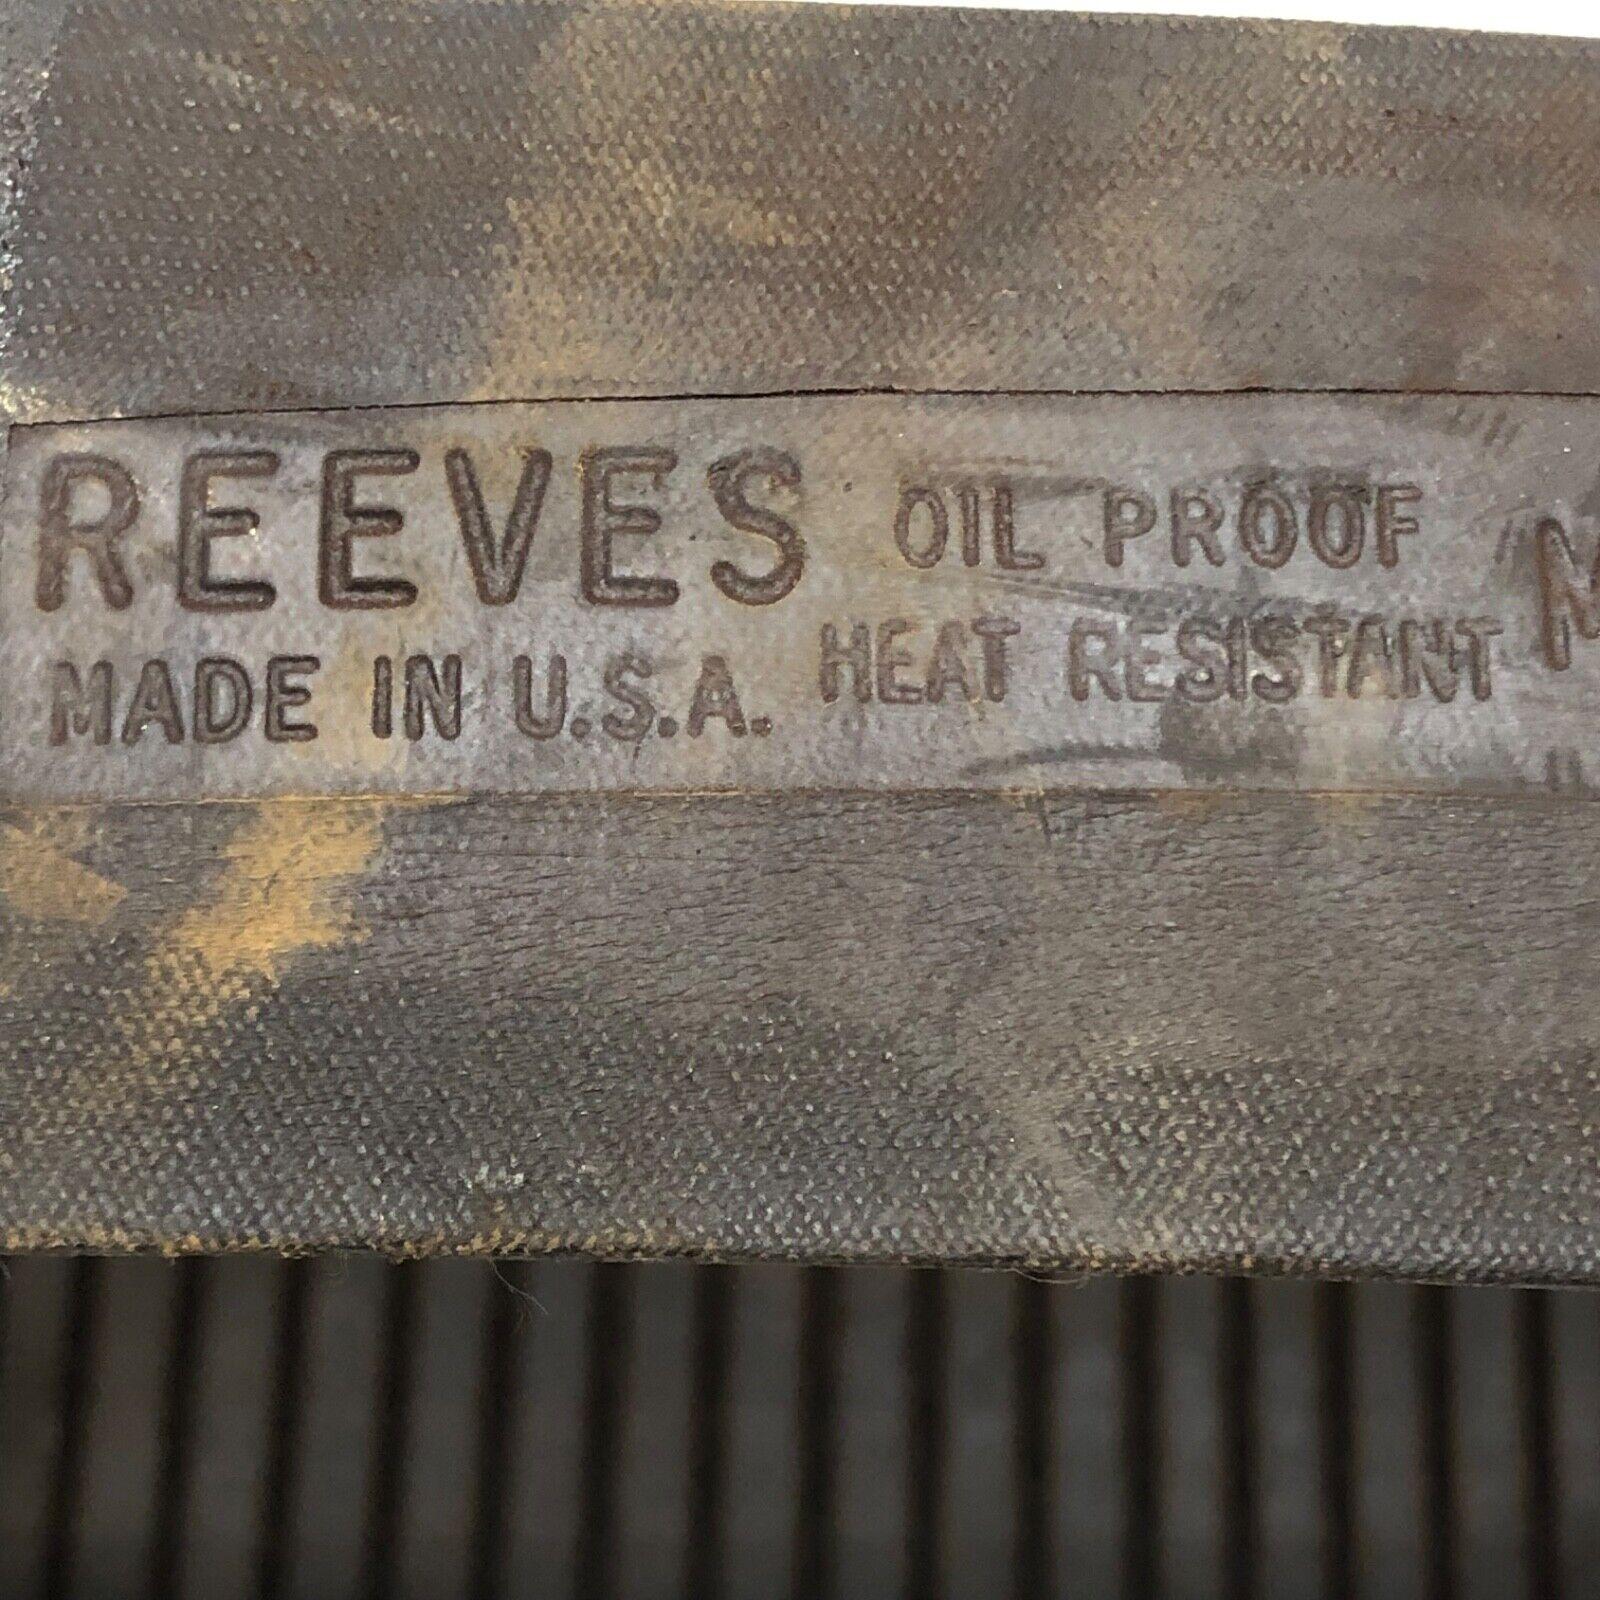 REEVES OIL PROOF
MADE IN U.S.A. HEAT RESISTANT